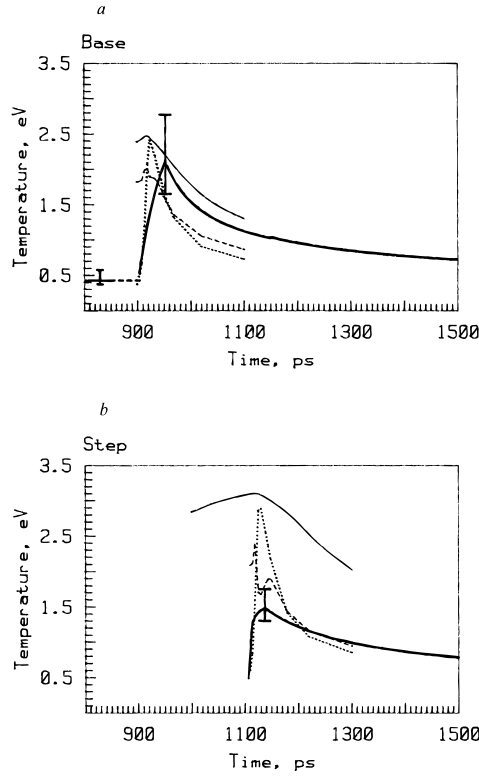 a
Base
3.5
2.5
1.5
0.5
Temperature, eV
900 1100 1300 1500
Time, ps
b
Step
3.5
2.5
1.5
0.5
Temperature, eV
900 1100 1300 1500
Time, ps